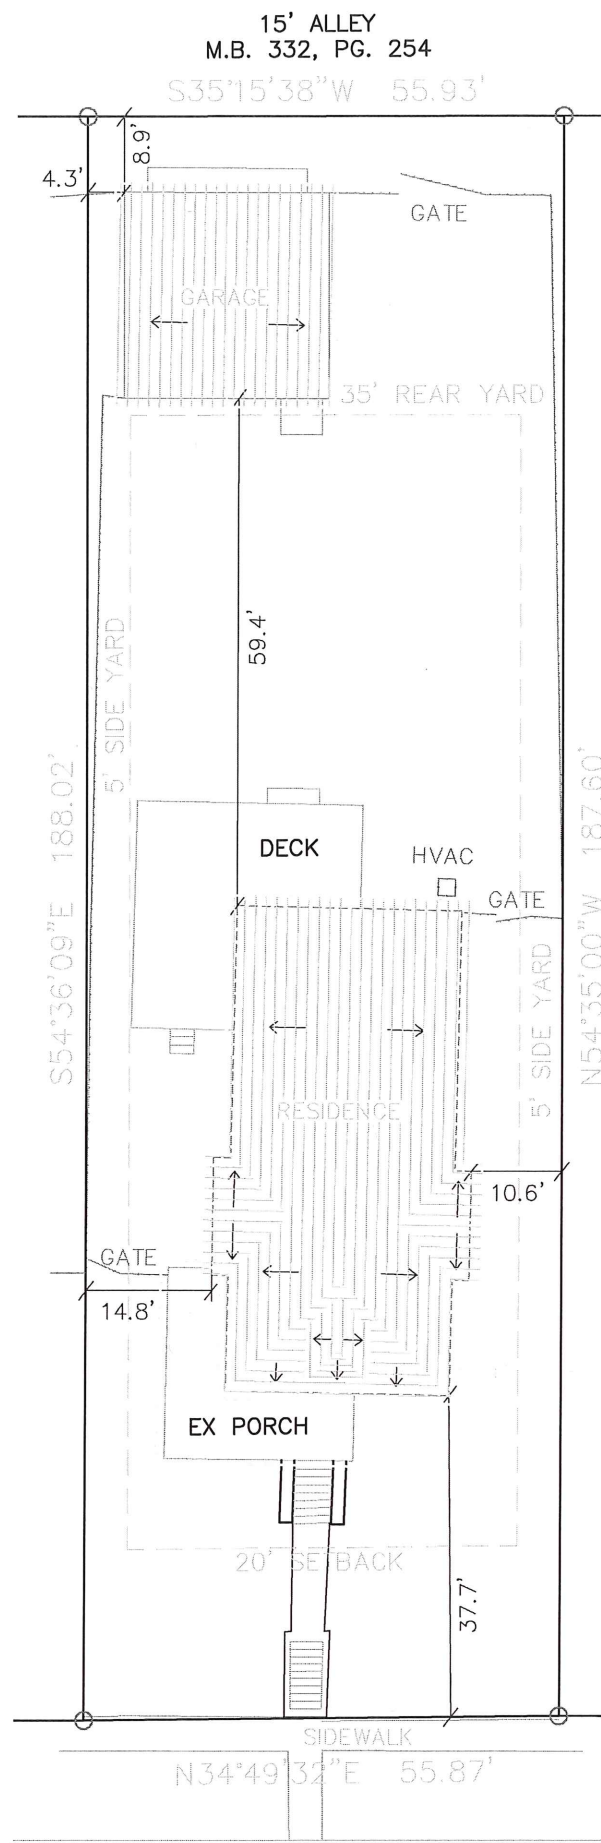 15' ALLEY
M.B. 332, PG. 254
S35°15'38"W 55.93'
8.9'
4.3'
GATE
GARAGE
35' REAR YARD
59.4'
5' SIDE YARD
S54°36'09"E 188.02'
N54°35'00"W 187.60'
DECK
HVAC
GATE
5' SIDE YARD
RESIDENCE
10.6'
GATE
14.8'
EX PORCH
20' SETBACK
37.7'
SIDEWALK
N34°49'32"E 55.87'